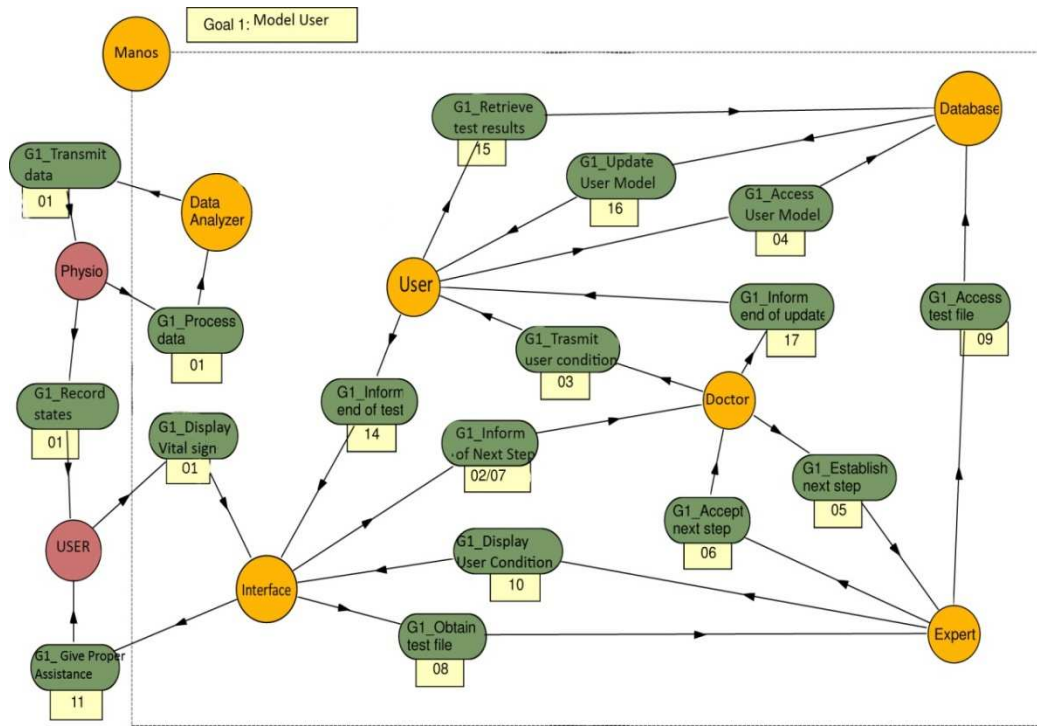 Goal 1: Model User
Manos
G1_Retrieve
test results
15
Database
G1_Transmit
data
01
G1_Update
User Model
16
Data
Analyzer
G1_Access
User Model
04
Physio
User
G1_Process
data
01
G1_Inform
end of update
17
G1_Access
test file
09
G1_Trasmit
user condition
03
G1_Record
states
01
G1_Inform
end of test
14
Doctor
G1_Display
Vital sign
01
G1_Inform
of Next Step
02/07
G1_Establish
next step
05
G1_Accept
next step
06
USER
G1_Display
User Condition
10
Interface
G1_Obtain
test file
08
Expert
G1_ Give Proper
Assistance
11